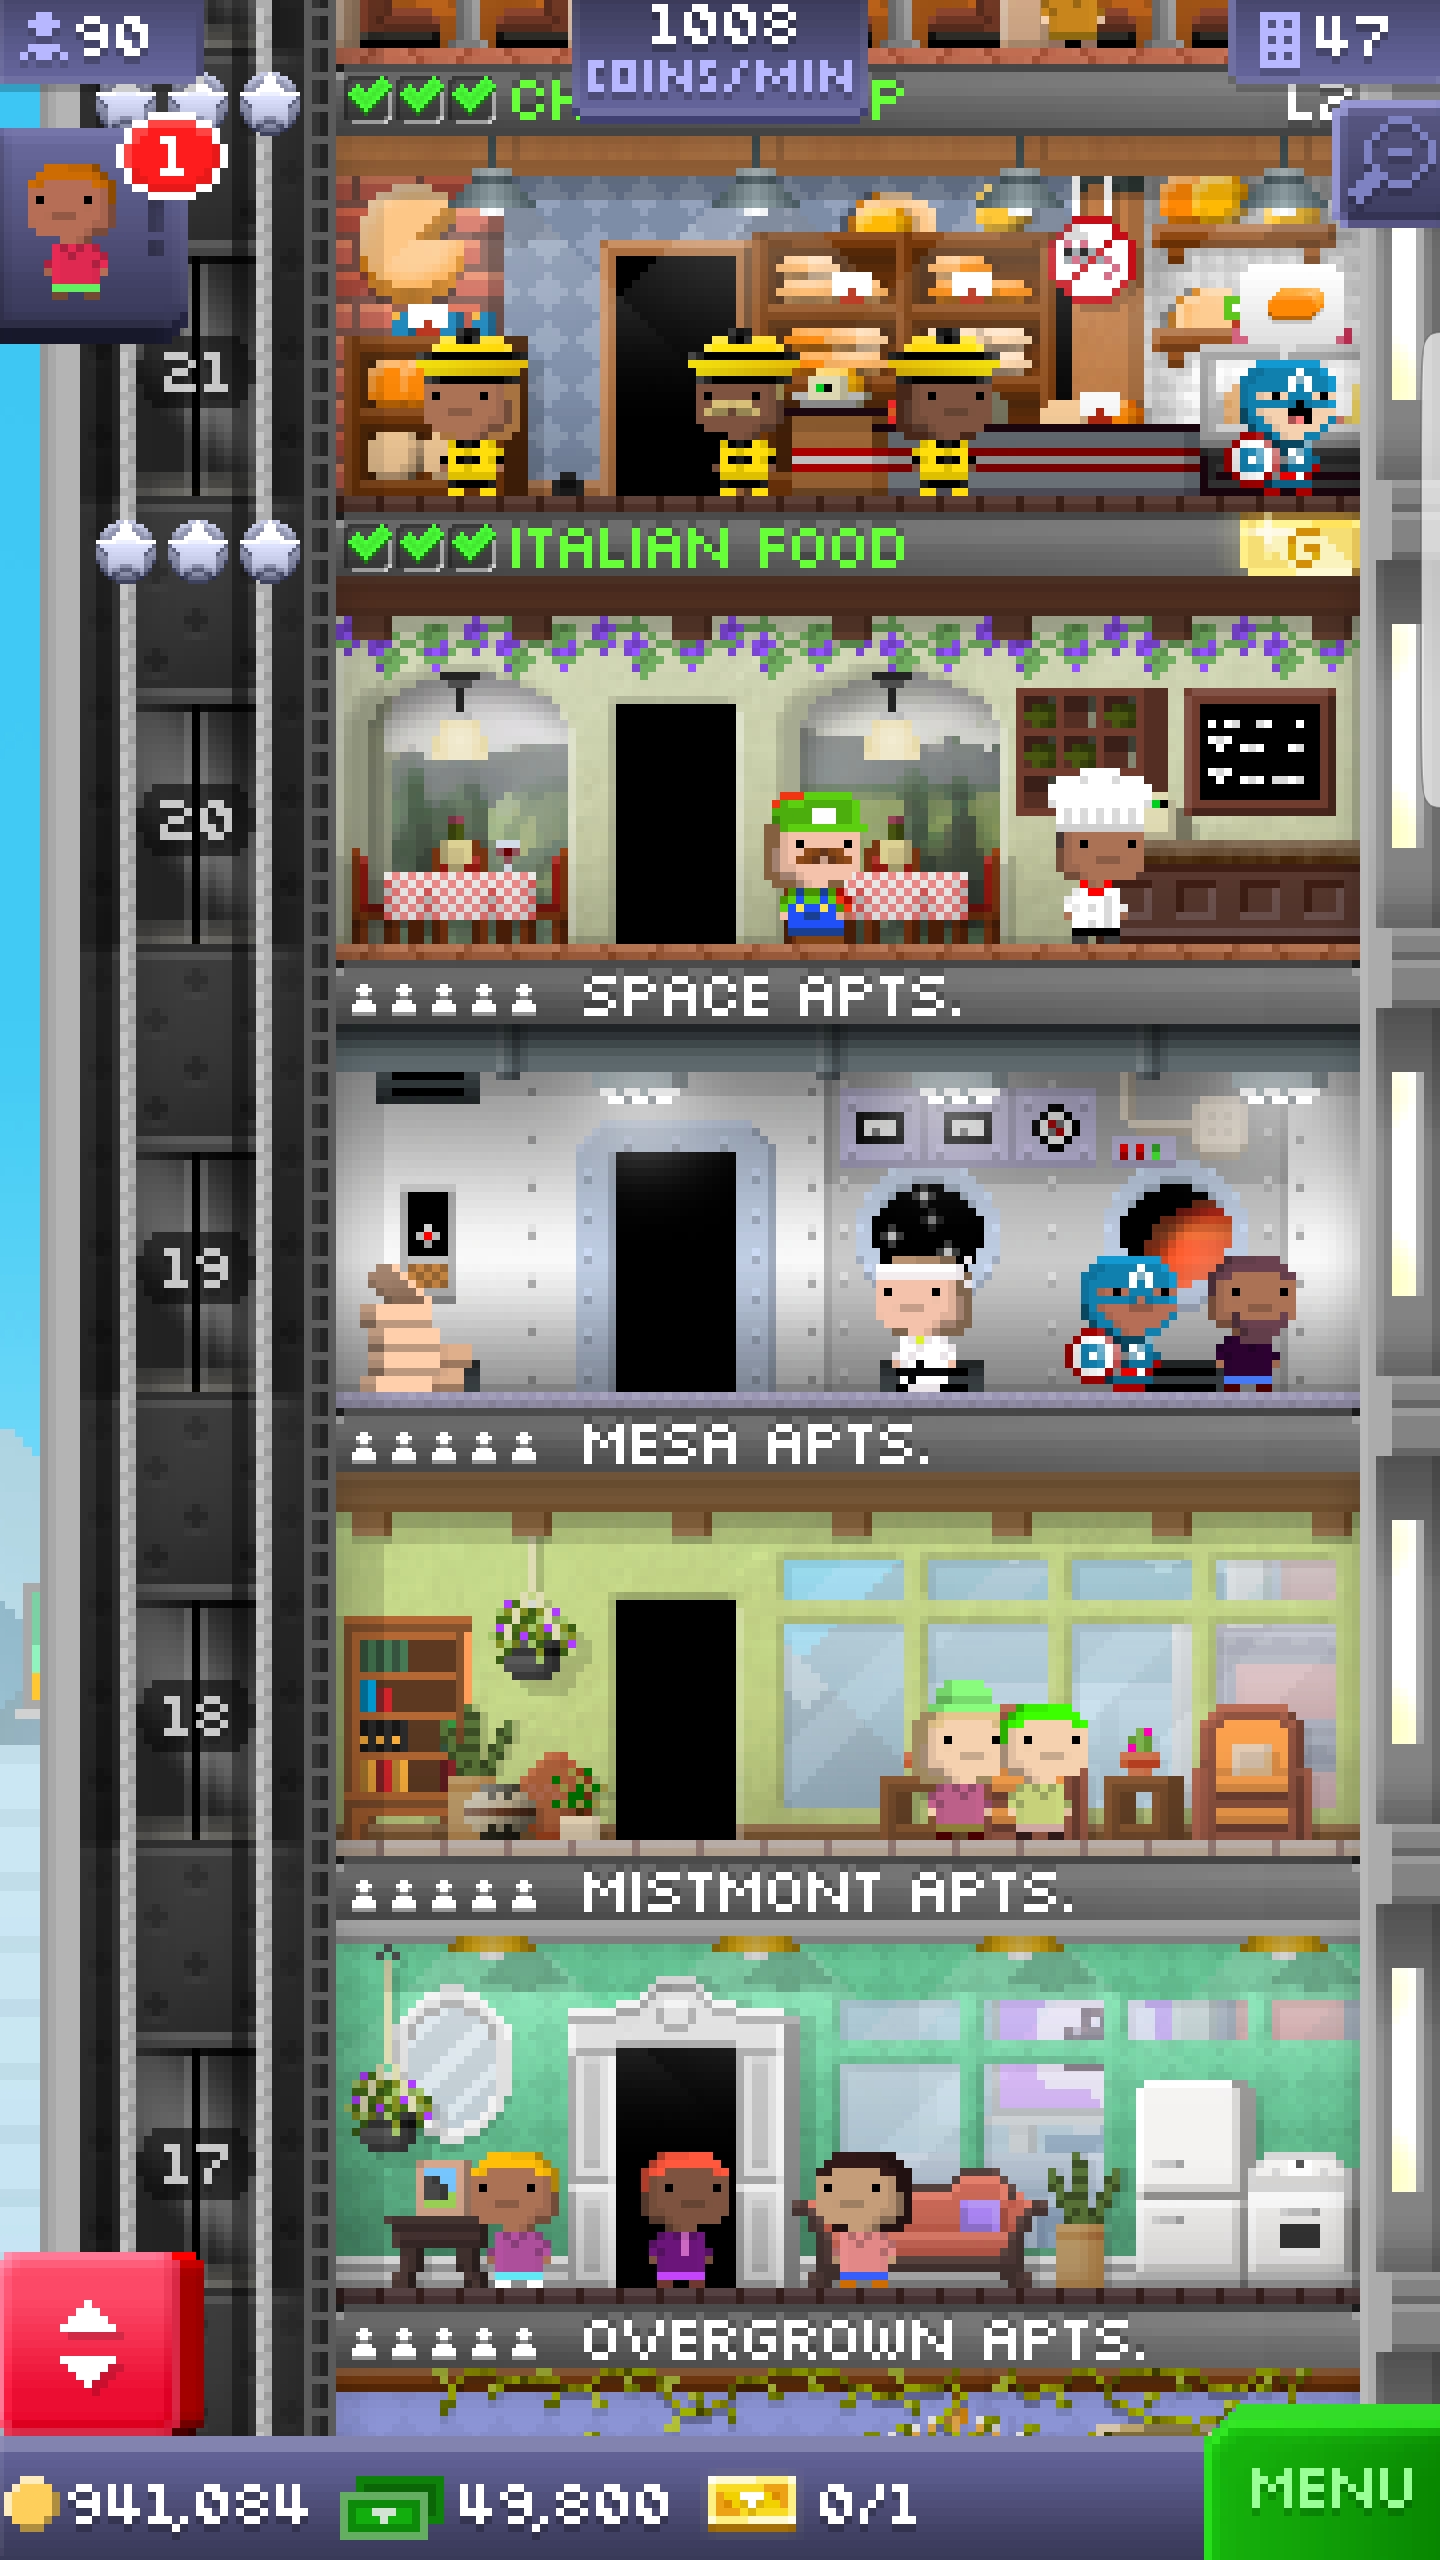 90
1008
COINS/MIN
47
1
21
ITALIAN FOOD
G
20
SPACE APTS.
19
MESA APTS.
18
MISTMONT APTS.
17
OVERGROWN APTS.
941,084
49,800
0/1
MENU